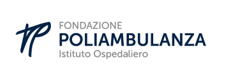 FONDAZIONE
POLIAMBULANZA
Istituto Ospedaliero